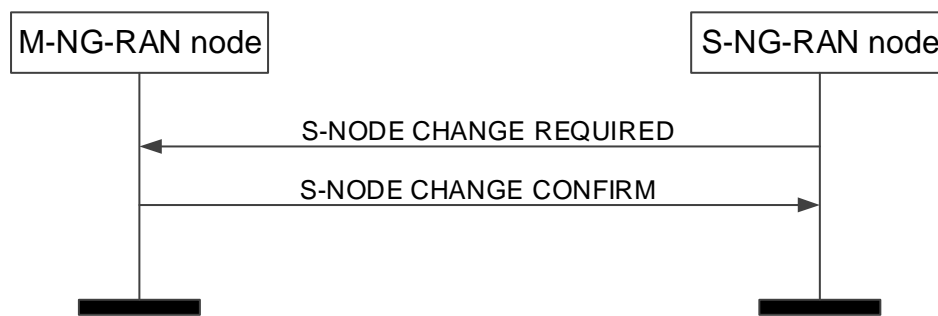 M-NG-RAN node
S-NG-RAN node
S-NODE CHANGE REQUIRED
S-NODE CHANGE CONFIRM